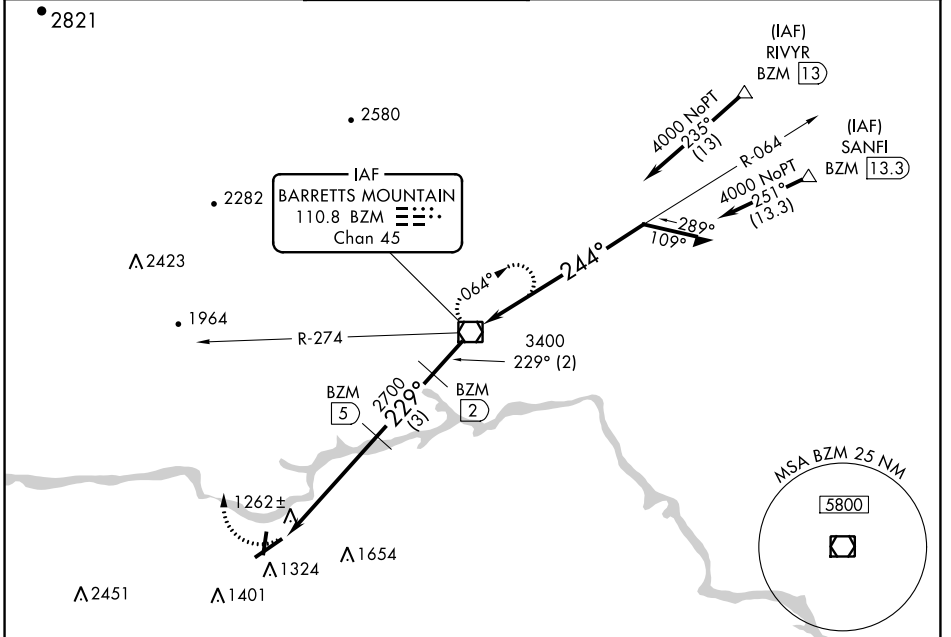 2821
(IAF)
RIVYR
BZM 13
2580
4000 NoPT
235°
(13)
R-064
(IAF)
SANFI
BZM 13.3
IAF
BARRETTS MOUNTAIN
110.8 BZM
Chan 45
2282
4000 NoPT
251°
(13.3)
289°
109°
2423
064°
244°
1964
R-274
3400
229° (2)
BZM
5
2700
229°
(3)
BZM
2
MSA BZM 25 NM
5800
1262±
1654
1324
2451
1401